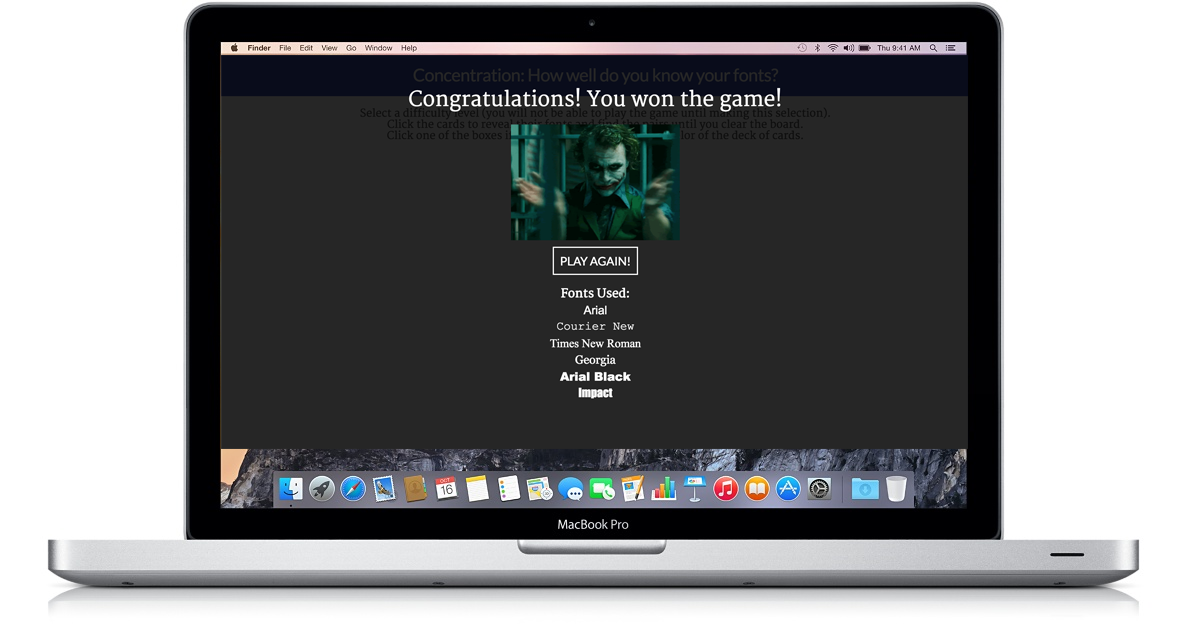 Finder File Edit View Go Window Help Thu 9:41 AM
Concentration: How well do you know your fonts?
Congratulations! You won the game!
Select a difficulty level (you will not be able to play the game until making this selection).
Click the cards to reveal until you clear the board.
Click one of the boxes color of the deck of cards.
PLAY AGAIN!
Fonts Used:
Arial
Courier New
Times New Roman
Georgia
Arial Black
Impact
OCT
16
MacBook Pro